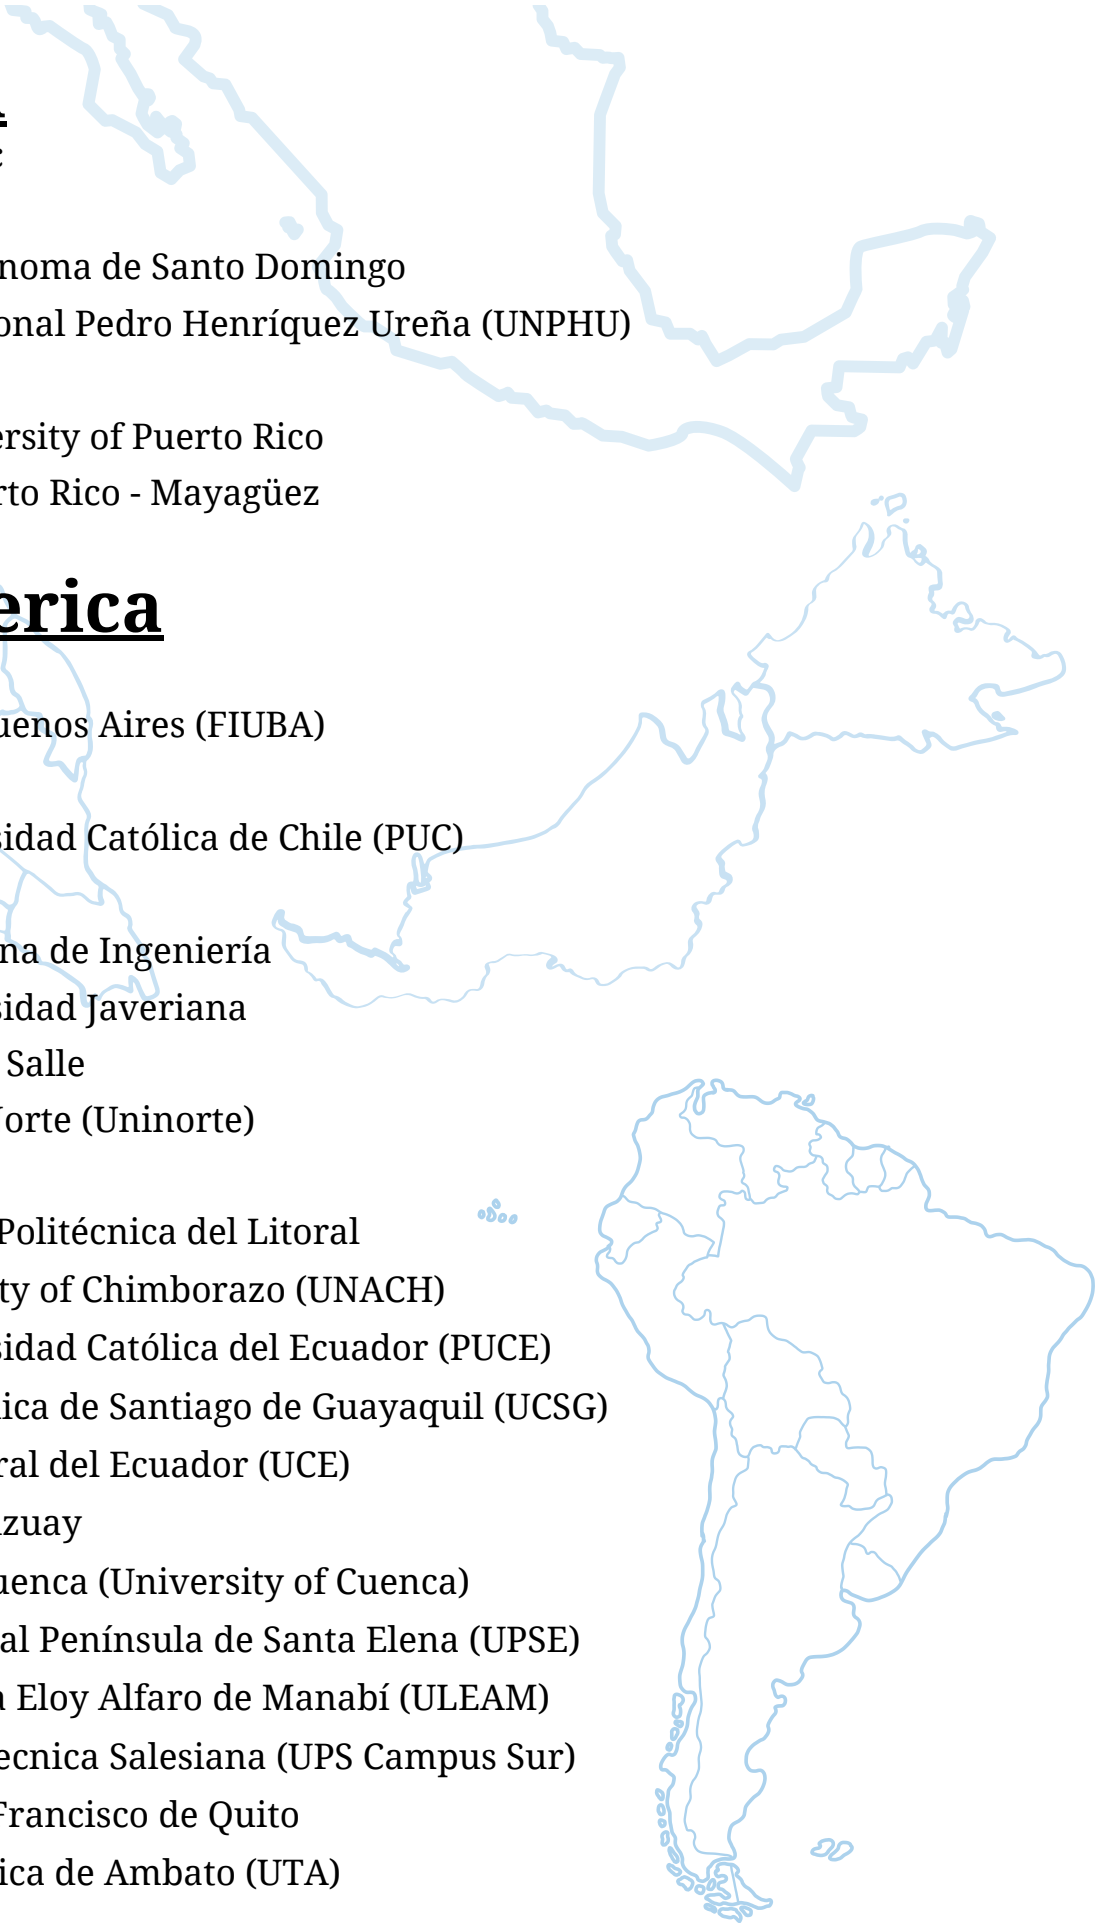 noma de Santo Domingo
onal Pedro Henríquez Ureña (UNPHU)
ersity of Puerto Rico
rto Rico - Mayagüez
erica
uenos Aires (FIUBA)
sidad Católica de Chile (PUC)
na de Ingeniería
sidad Javeriana
Salle
Norte (Uninorte)
Politécnica del Litoral
ty of Chimborazo (UNACH)
sidad Católica del Ecuador (PUCE)
lica de Santiago de Guayaquil (UCSG)
ral del Ecuador (UCE)
zuay
uenca (University of Cuenca)
al Península de Santa Elena (UPSE)
a Eloy Alfaro de Manabí (ULEAM)
ecnica Salesiana (UPS Campus Sur)
Francisco de Quito
ica de Ambato (UTA)